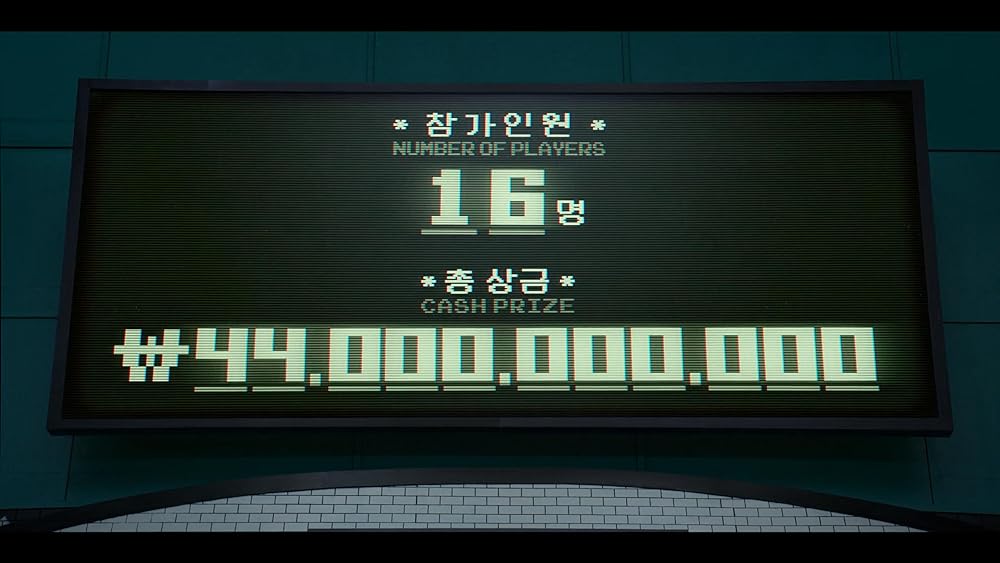 * 참가인원 *
NUMBER OF PLAYERS
16명
* 총 상금 *
CASH PRIZE
₩44.000.000.000